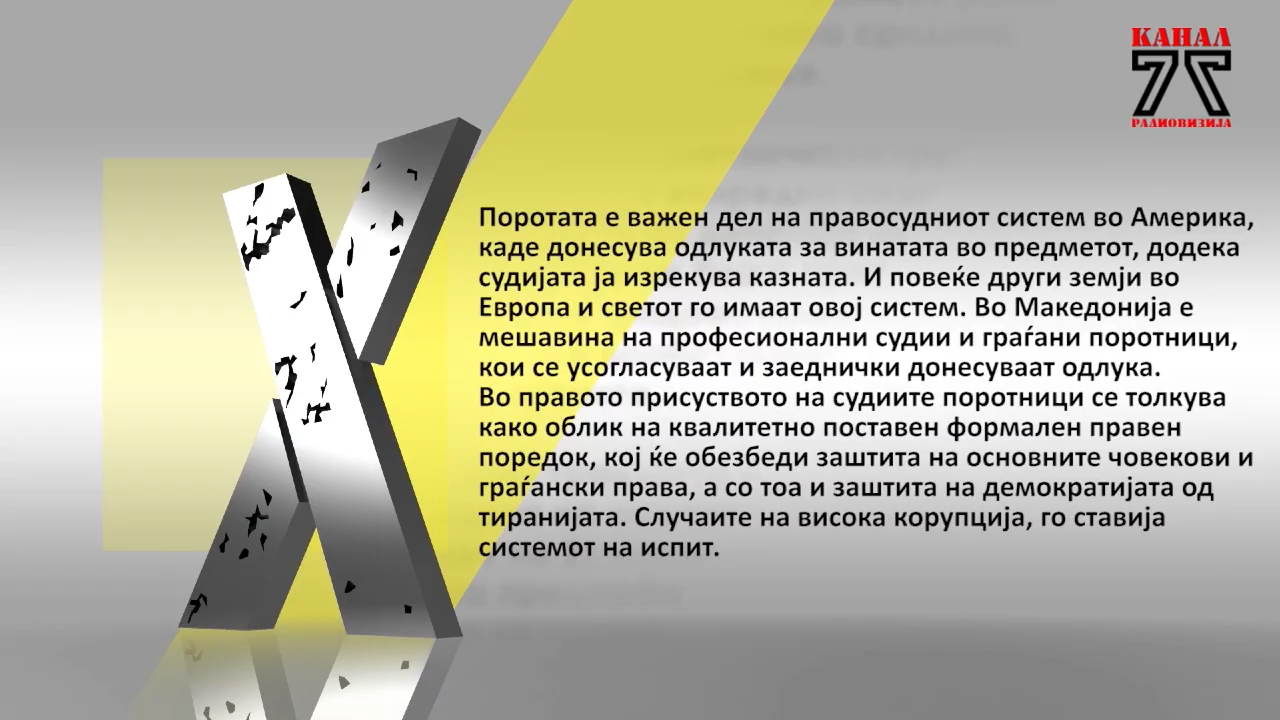 КАНАЛ
77
РАДИОВИЗИЈА
Поротата е важен дел на правосудниот систем во Америка,
каде донесува одлуката за винатата во предметот, додека
судијата ја изрекува казната. И повеќе други земји во
Европа и светот го имаат овој систем. Во Македонија е
мешавина на професионални судии и граѓани поротници,
кои се усогласуваат и заеднички донесуваат одлука.
Во правото присуството на судиите поротници се толкува
како облик на квалитетно поставен формален правен
поредок, кој ќе обезбеди заштита на основните човекови и
граѓански права, а со тоа и заштита на демократијата од
тиранијата. Случаите на висока корупција, го ставија
системот на испит.